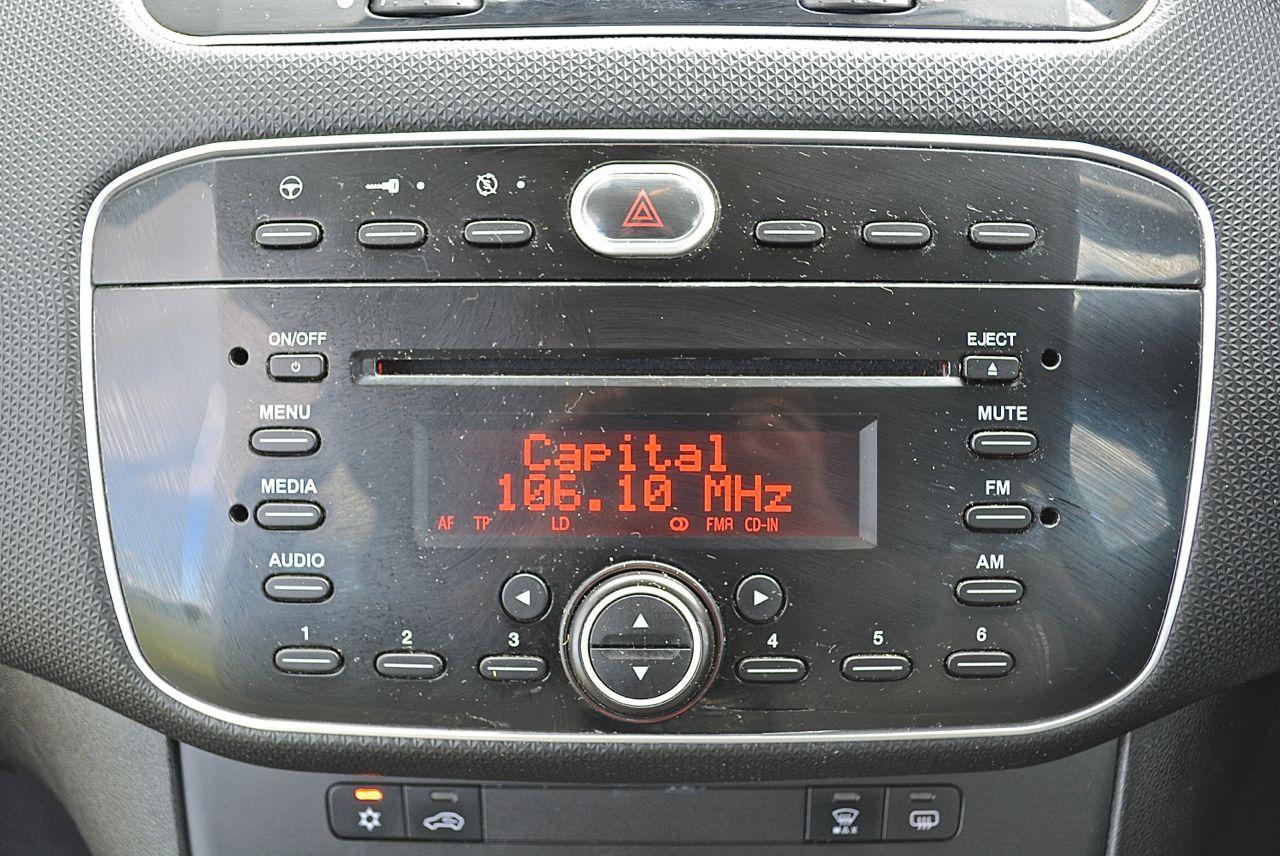 ON/OFF
EJECT
MENU
MUTE
Capital
106.10 MHz
MEDIA
FM
AF TP LD FMA CD-IN
AUDIO
AM
1 2 3 4 5 6
MAX